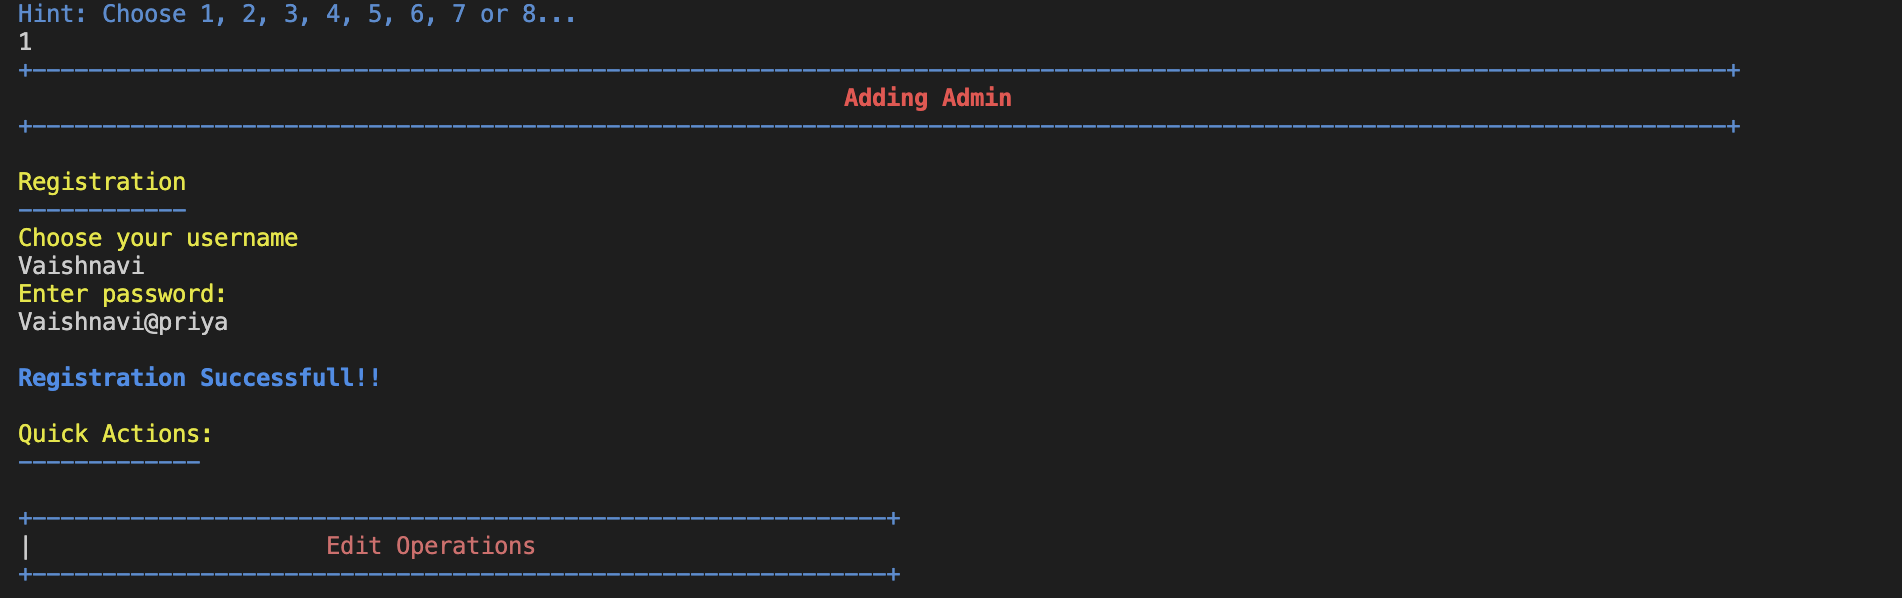 Hint: Choose 1, 2, 3, 4, 5, 6, 7 or 8...
1
+-------------------------------------------------------------------------------------------------------------------------+
Adding Admin
+-------------------------------------------------------------------------------------------------------------------------+
Registration
------------
Choose your username
Vaishnavi
Enter password:
Vaishnavi@priya
Registration Successfull!!
Quick Actions:
-------------
+-------------------------------------------------------------+
| Edit Operations
+-------------------------------------------------------------+